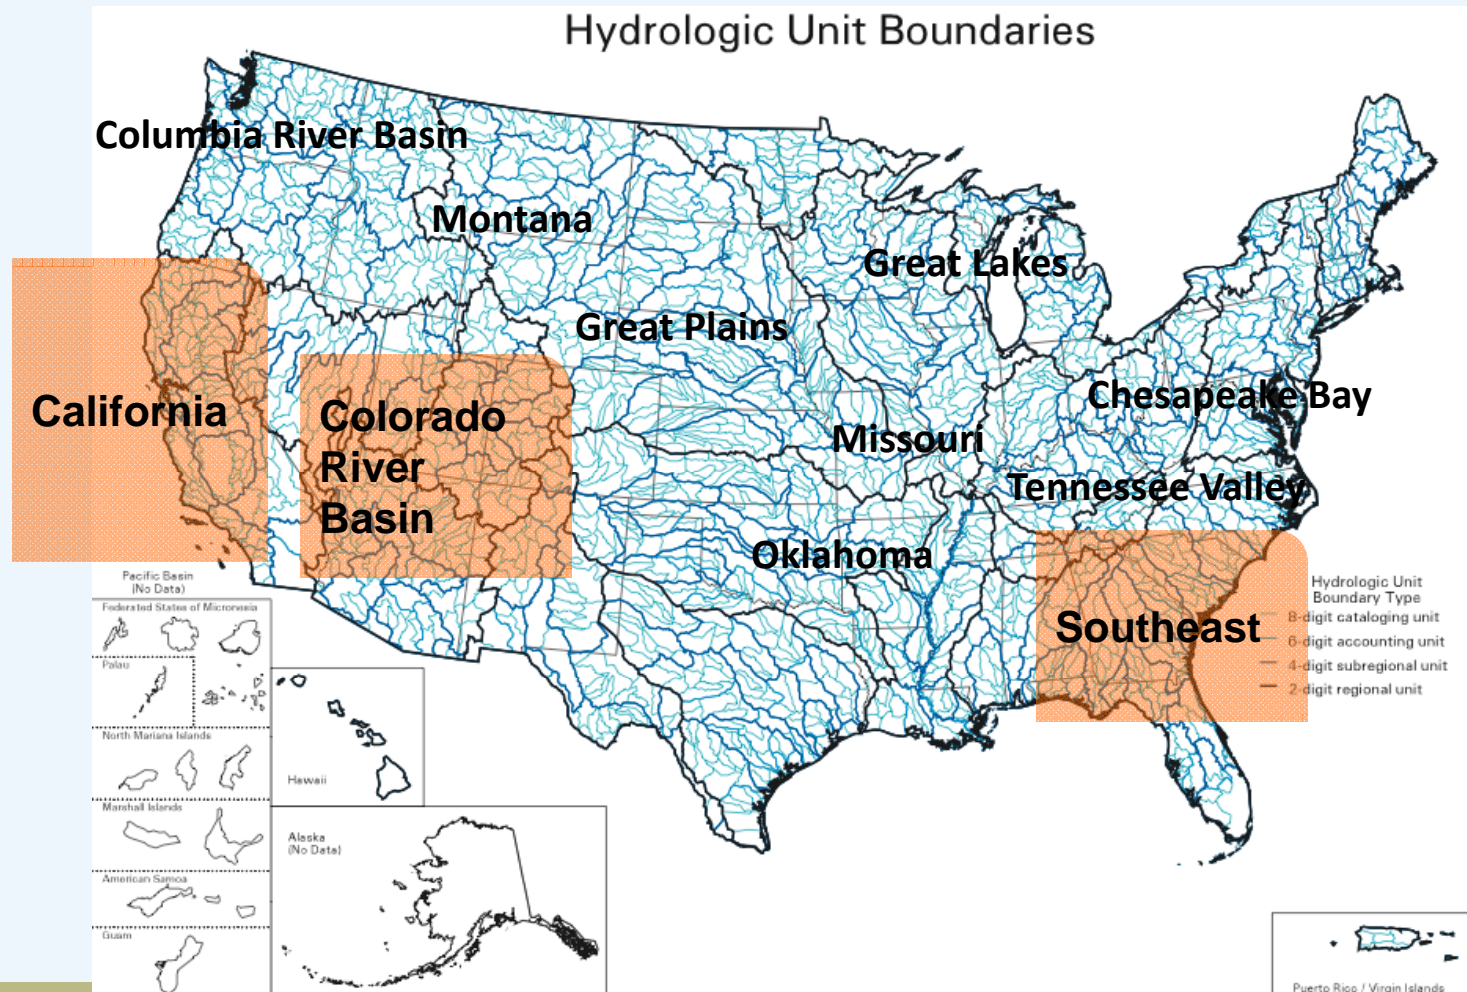 Hydrologic Unit Boundaries
Columbia River Basin
Montana
Great Lakes
Great Plains
California
Colorado
River
Basin
Chesapeake Bay
Missouri
Tennessee Valley
Oklahoma
Southeast
Hydrologic Unit
Boundary Type
8-digit cataloging unit
6-digit accounting unit
4-digit subregional unit
2-digit regional unit
Pacific Basin
(No Data)
Federated States of Micronesia
Palau
North Mariana Islands
Marshall Islands
American Samoa
Guam
Hawaii
Alaska
(No Data)
Puerto Rico / Virgin Islands